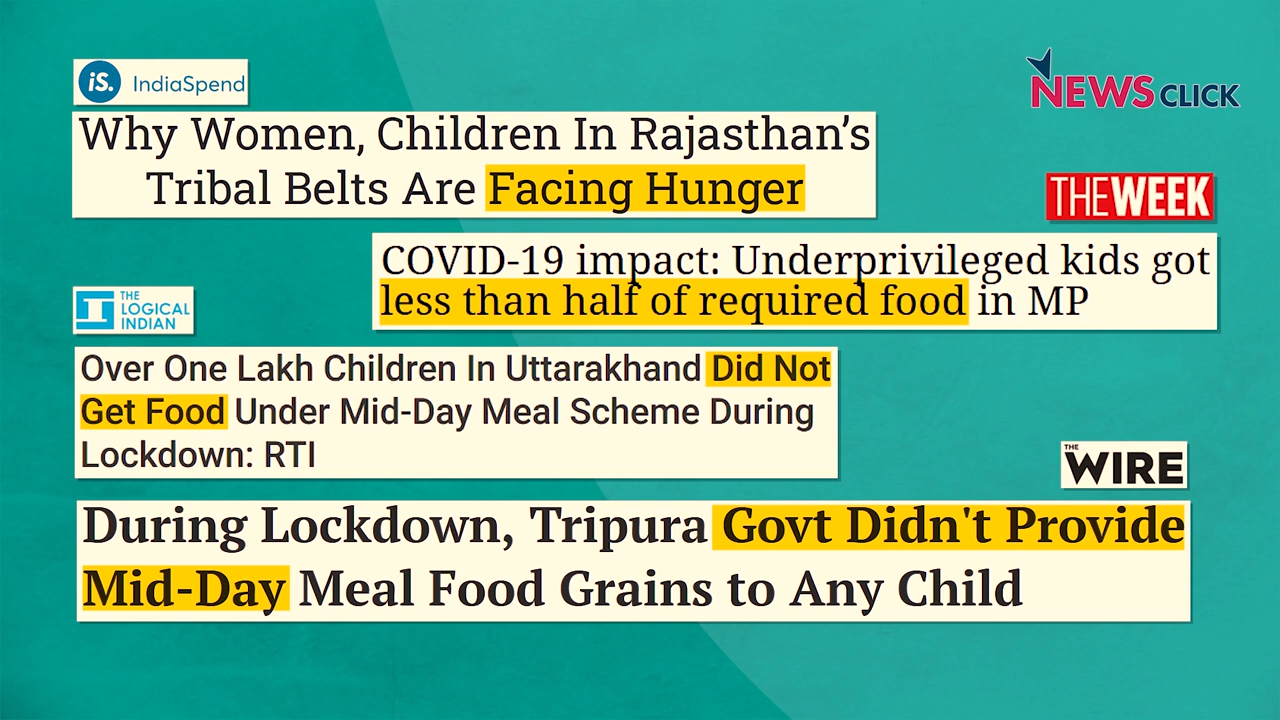 iS. IndiaSpend
NEWS CLICK
Why Women, Children In Rajasthan’s
Tribal Belts Are Facing Hunger
THE WEEK
COVID-19 impact: Underprivileged kids got
less than half of required food in MP
THE
LOGICAL
INDIAN
Over One Lakh Children In Uttarakhand Did Not
Get Food Under Mid-Day Meal Scheme During
Lockdown: RTI
THE
WIRE
During Lockdown, Tripura Govt Didn't Provide
Mid-Day Meal Food Grains to Any Child